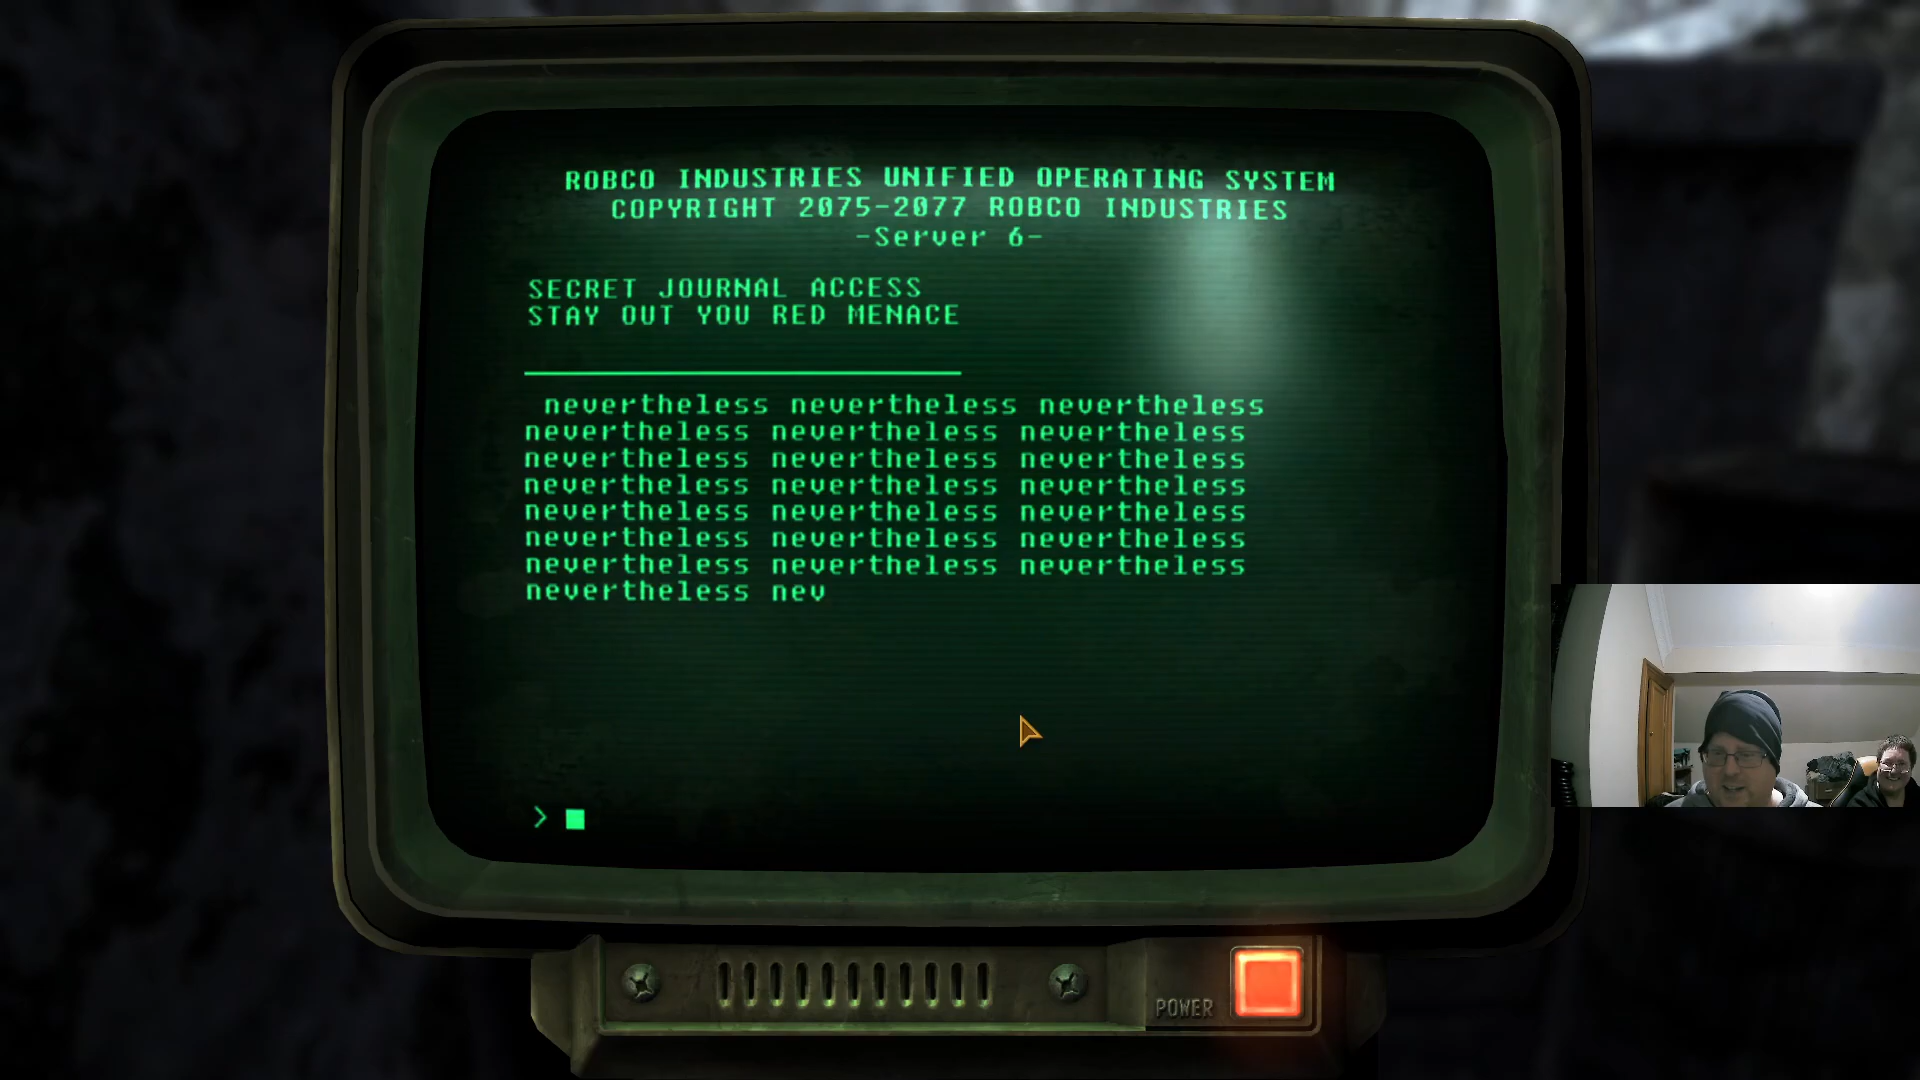 ROBCO INDUSTRIES UNIFIED OPERATING SYSTEM
COPYRIGHT 2075-2077 ROBCO INDUSTRIES
-Server 6-
SECRET JOURNAL ACCESS
STAY OUT YOU RED MENACE
nevertheless nevertheless nevertheless
nevertheless nevertheless nevertheless
nevertheless nevertheless nevertheless
nevertheless nevertheless nevertheless
nevertheless nevertheless nevertheless
nevertheless nevertheless nevertheless
nevertheless nevertheless nevertheless
nevertheless nev
>
POWER